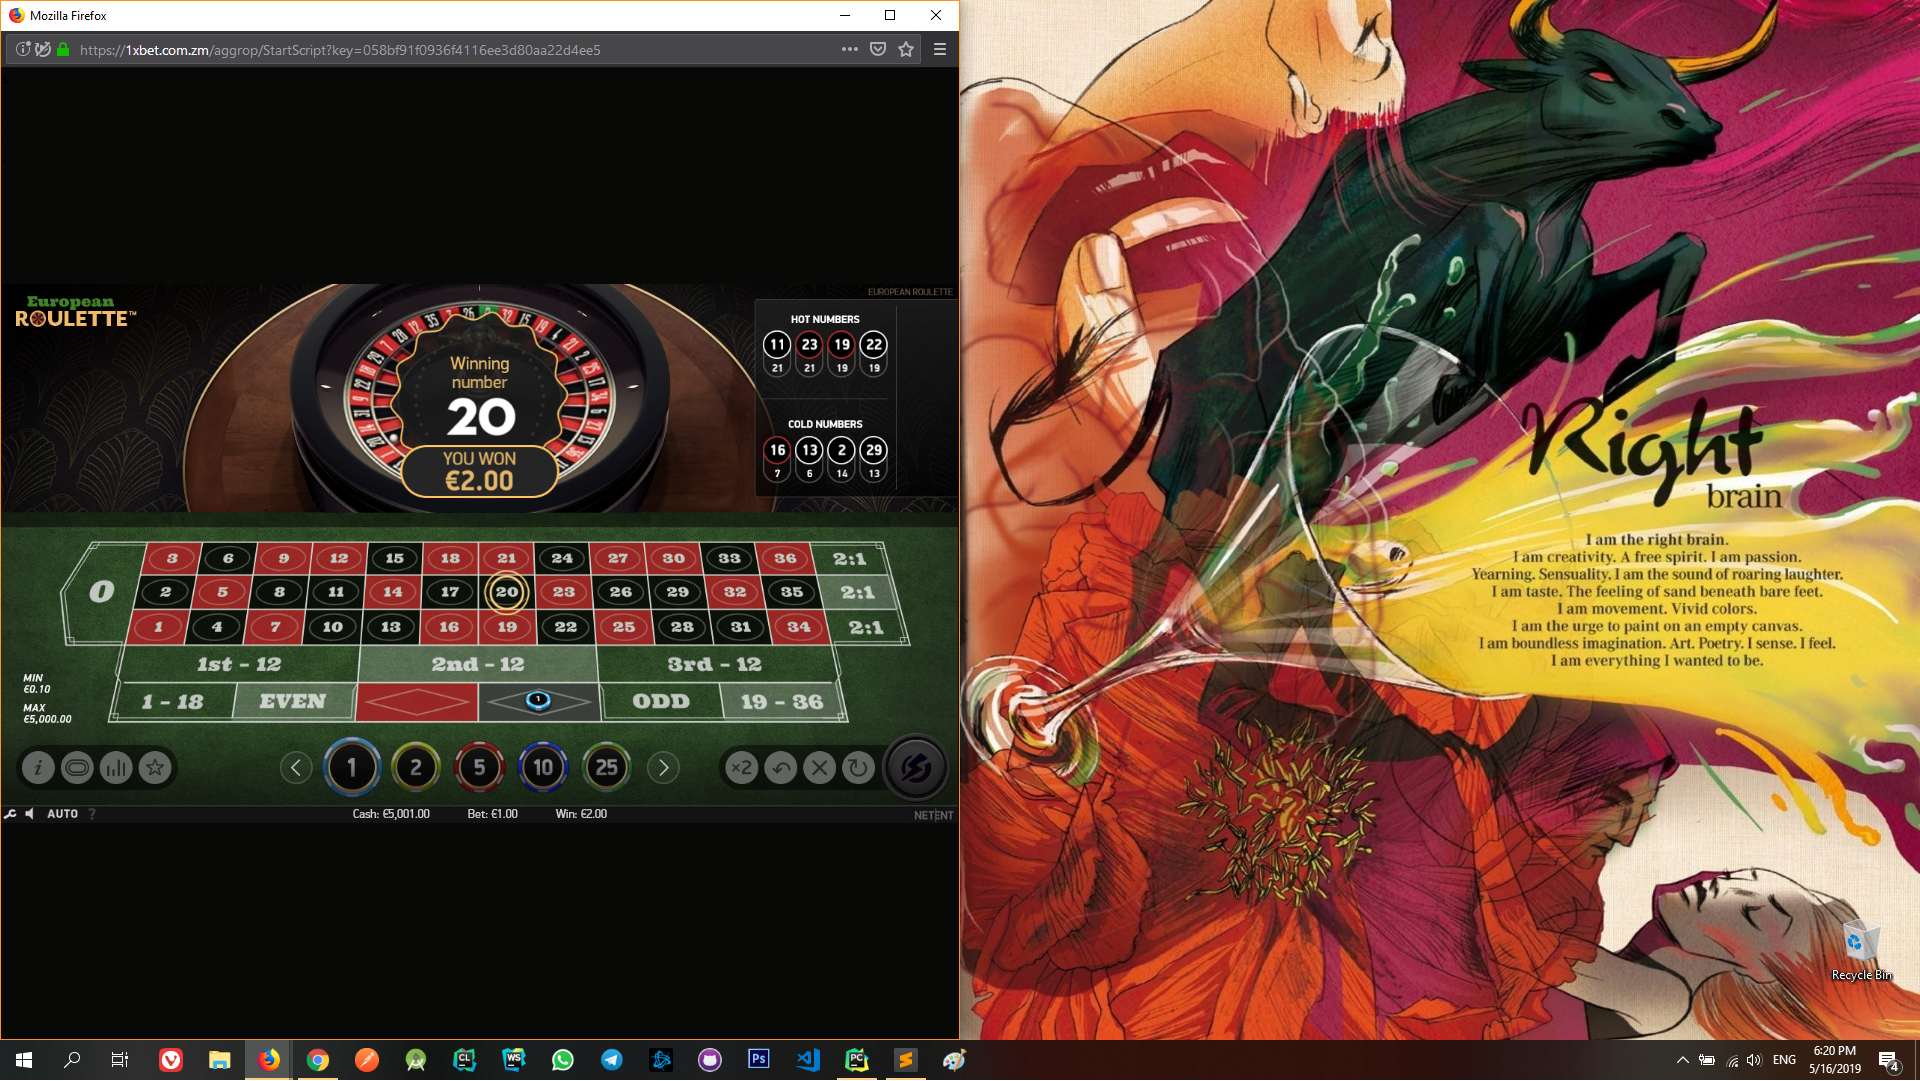 Mozilla Firefox
https://1xbet.com.zm/aggrop/StartScript?key=058bf91f0936f4116ee3d80aa22d4ee5
European
ROULETTE™
EUROPEAN ROULETTE
HOT NUMBERS
11 23 19 22
21 21 19 19
COLD NUMBERS
16 13 2 29
7 6 14 13
Winning
number
20
YOU WON
€2.00
3 6 9 12 15 18 21 24 27 30 33 36 2:1
0 2 5 8 11 14 17 20 23 26 29 32 35 2:1
1 4 7 10 13 16 19 22 25 28 31 34 2:1
1st - 12 2nd - 12 3rd - 12
1 - 18 EVEN 1 ODD 19 - 36
MIN
€0.10
MAX
€5,000.00
1 2 5 10 25 ×2
AUTO ? Cash: €5,001.00 Bet: €1.00 Win: €2.00 NETENT
Right
brain
I am the right brain.
I am creativity. A free spirit. I am passion.
Yearning. Sensuality. I am the sound of roaring laughter.
I am taste. The feeling of sand beneath bare feet.
I am movement. Vivid colors.
I am the urge to paint on an empty canvas.
I am boundless imagination. Art. Poetry. I sense. I feel.
I am everything I wanted to be.
Recycle Bin
CL WS Ps PC
ENG
6:20 PM
5/16/2019
4